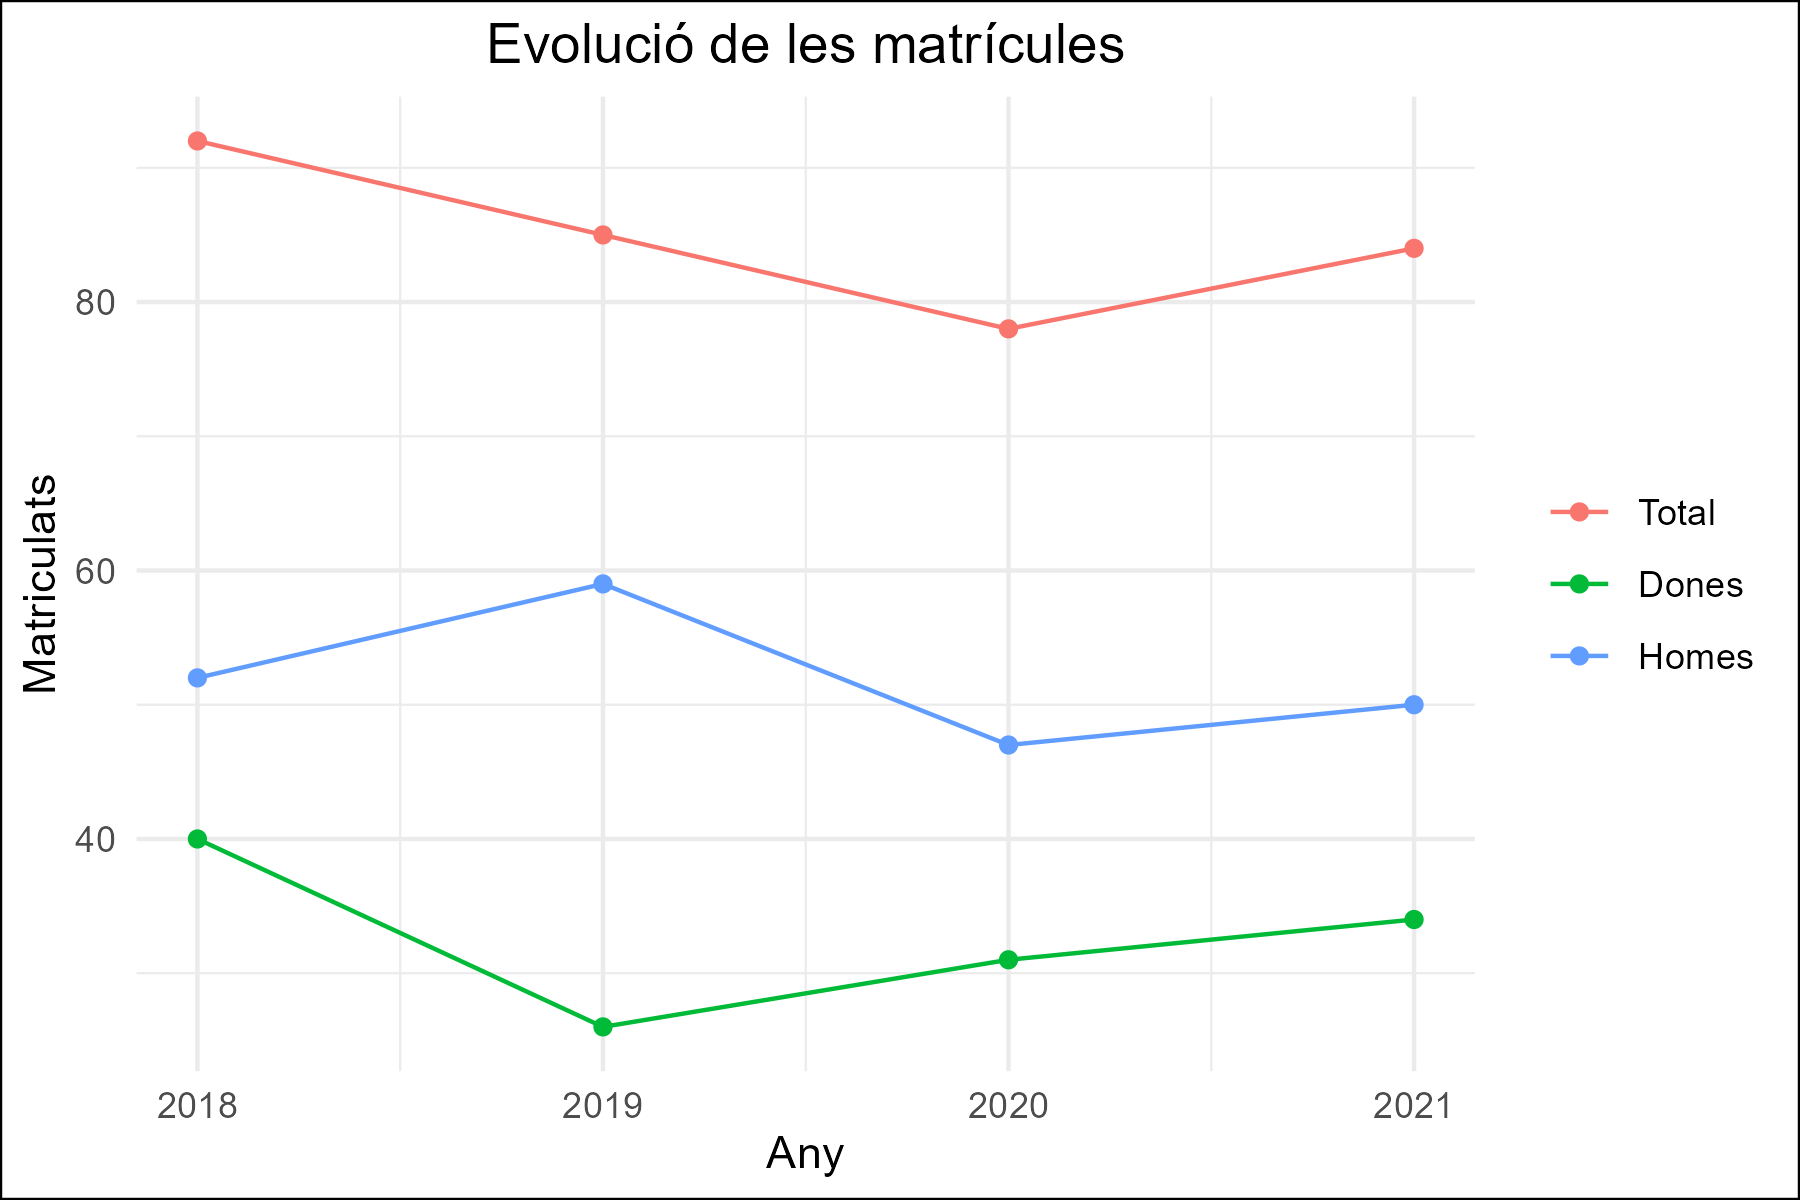 Evolució de les matrícules
Matriculats
80
60
40
2018 2019 2020 2021
Any
Total
Dones
Homes